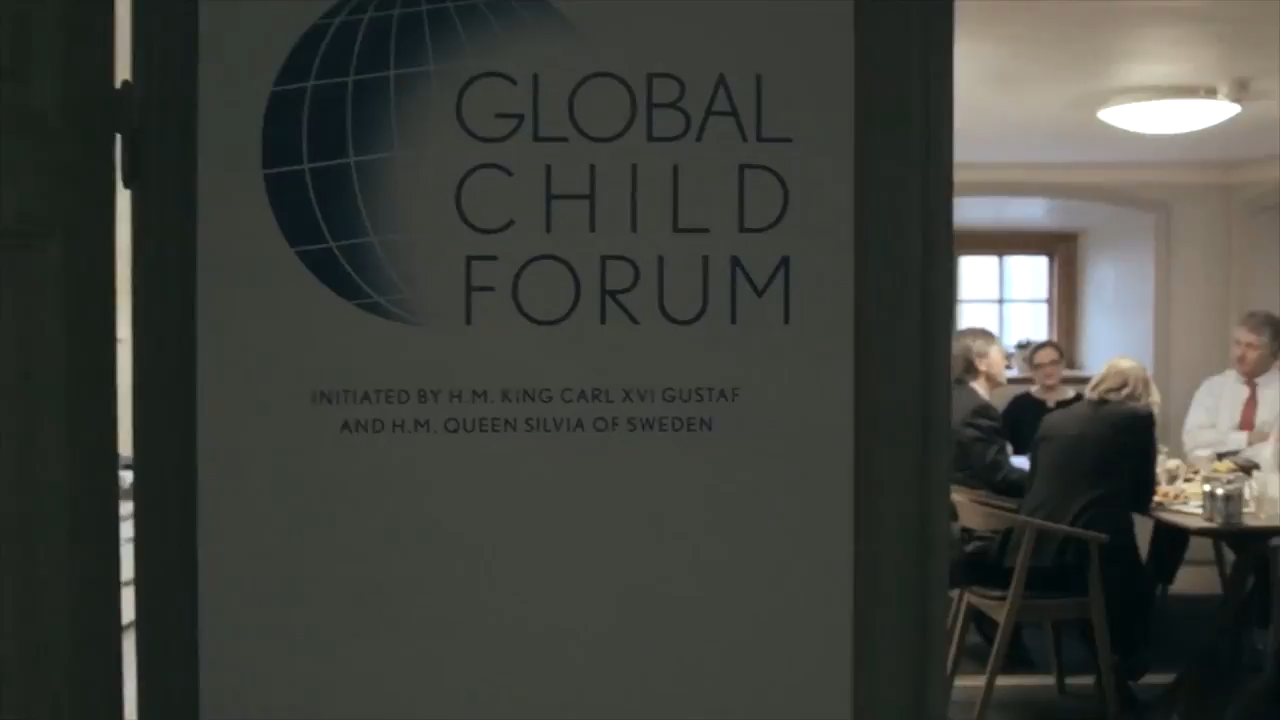 GLOBAL
CHILD
FORUM
INITIATED BY H.M. KING CARL XVI GUSTAF
AND H.M. QUEEN SILVIA OF SWEDEN